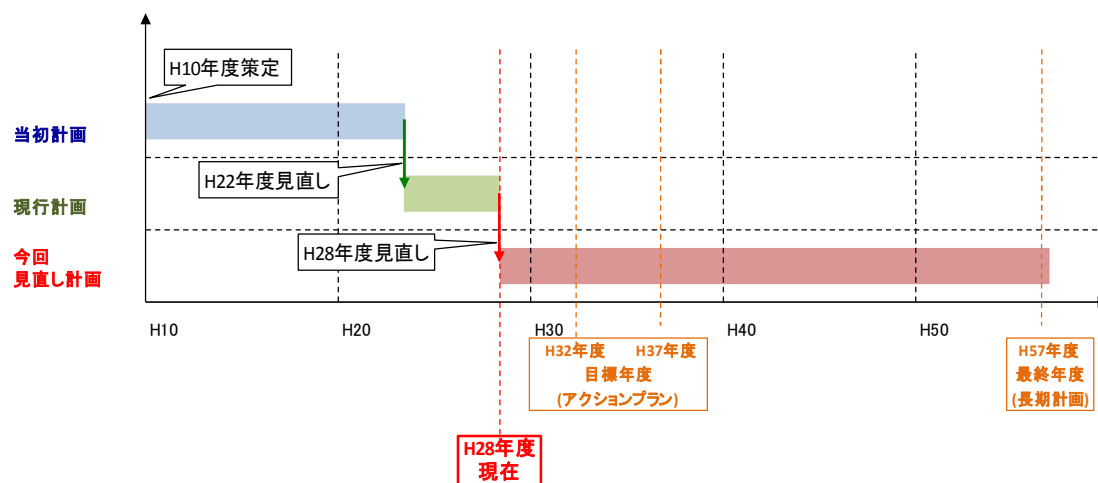 H10年度策定
当初計画
H22年度見直し
現行計画
H28年度見直し
今回
見直し計画
H10
H20
H30
H40
H50
H32年度 H37年度
目標年度
(アクションプラン)
H57年度
最終年度
(長期計画)
H28年度
現在